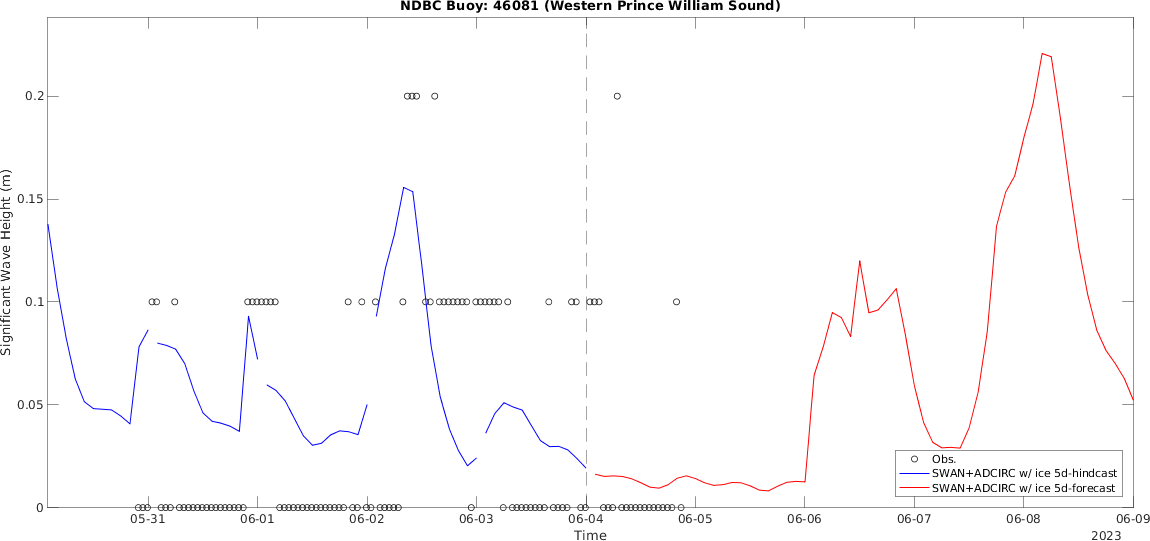 NDBC Buoy: 46081 (Western Prince William Sound)
Significant Wave Height (m)
0.2
0.15
0.1
0.05
0
05-31 06-01 06-02 06-03 06-04 06-05 06-06 06-07 06-08 06-09
Time
2023
Obs.
SWAN+ADCIRC w/ ice 5d-hindcast
SWAN+ADCIRC w/ ice 5d-forecast